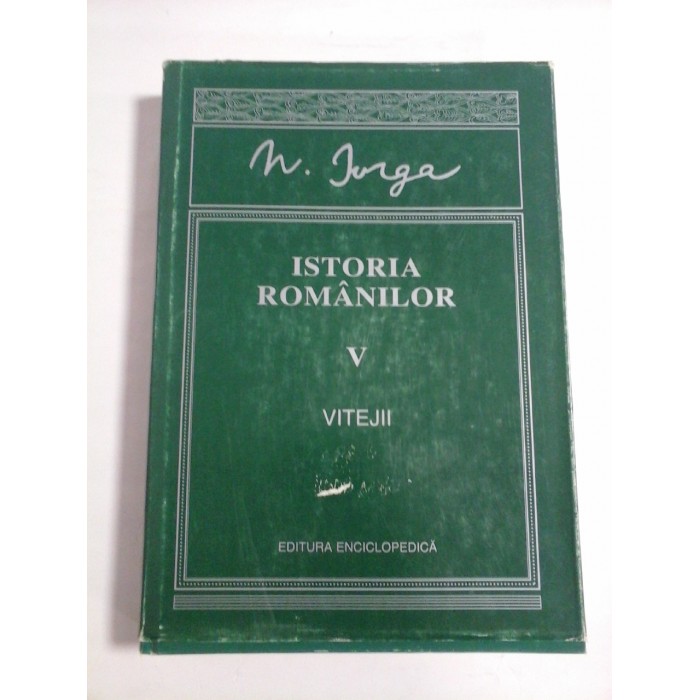 N. Iorga
ISTORIA
ROMÂNILOR
V
VITEJII
EDITURA ENCICLOPEDICĂ